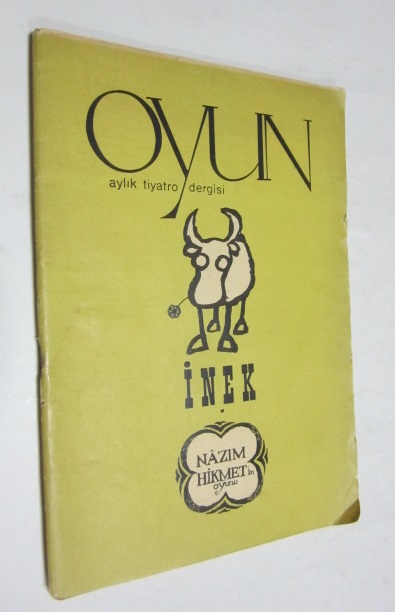 OYUN
aylık tiyatro dergisi
İNEK
NÂZIM
HİKMET'in
oyunu